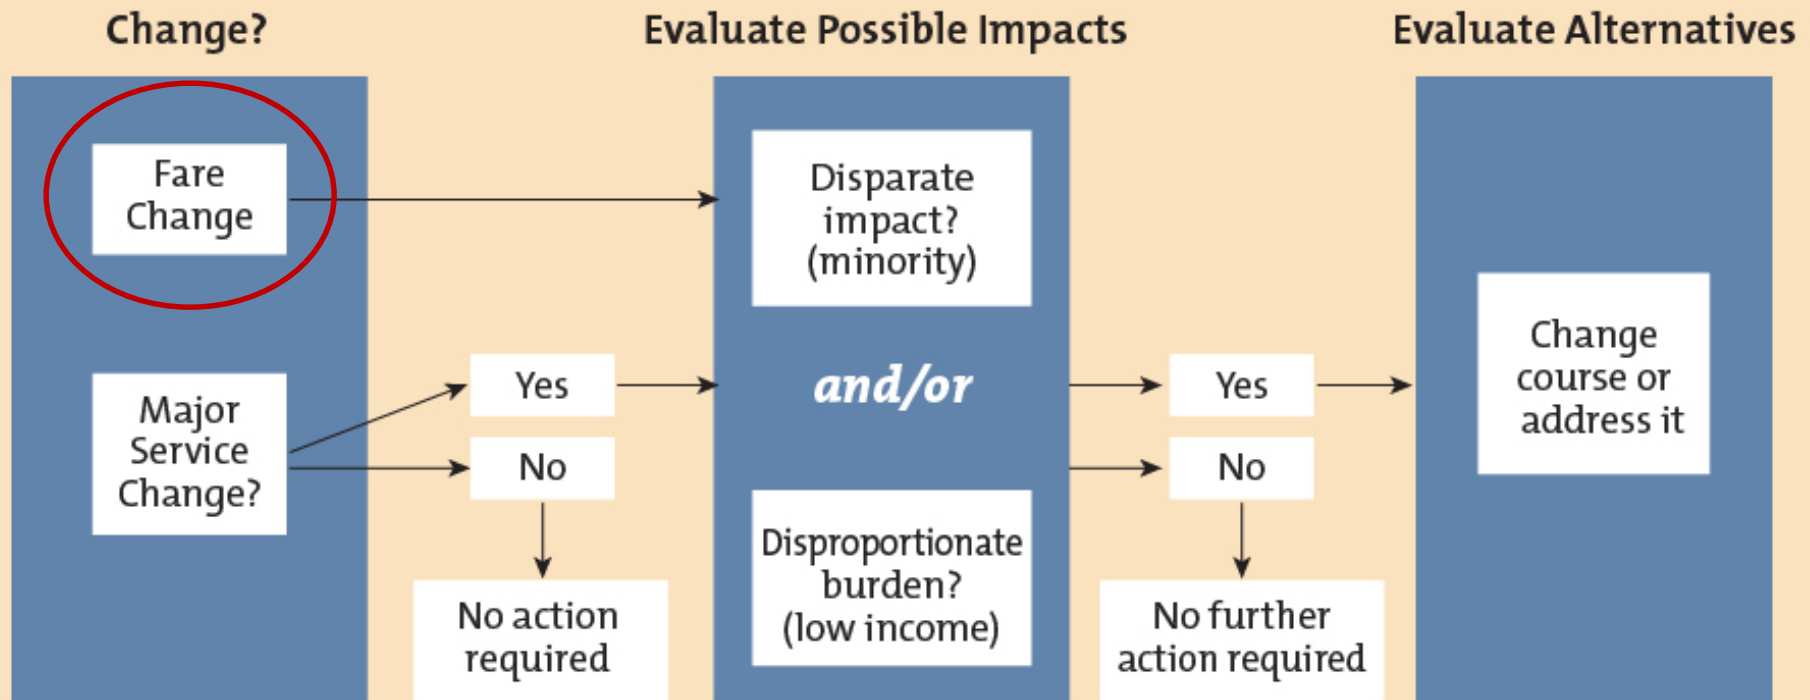 Change?
Evaluate Possible Impacts
Evaluate Alternatives
Fare
Change
Major
Service
Change?
Yes
No
No action
required
Disparate
impact?
(minority)
and/or
Disproportionate
burden?
(low income)
Yes
No
No further
action required
Change
course or
address it